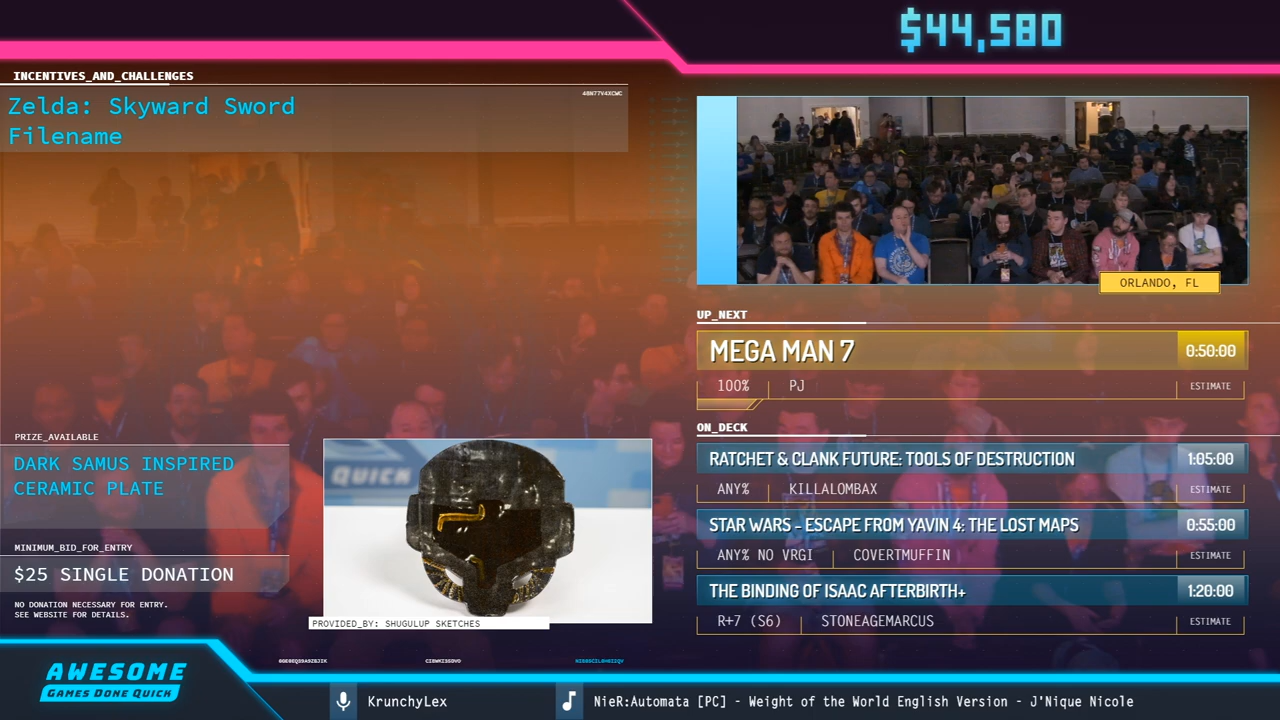 $44,580
INCENTIVES_AND_CHALLENGES
Zelda: Skyward Sword
Filename
ORLANDO, FL
UP_NEXT
MEGA MAN 7
0:50:00
100%
PJ
ESTIMATE
ON_DECK
RATCHET & CLANK FUTURE: TOOLS OF DESTRUCTION
1:05:00
ANY%
KILLALOMBAX
ESTIMATE
STAR WARS - ESCAPE FROM YAVIN 4: THE LOST MAPS
0:55:00
ANY% NO VRGI
COVERTMUFFIN
ESTIMATE
THE BINDING OF ISAAC AFTERBIRTH+
1:20:00
R+7 (S6)
STONEAGEMARCUS
ESTIMATE
PRIZE_AVAILABLE
DARK SAMUS INSPIRED
CERAMIC PLATE
MINIMUM_BID_FOR_ENTRY
$25 SINGLE DONATION
NO DONATION NECESSARY FOR ENTRY.
SEE WEBSITE FOR DETAILS.
QUICK
PROVIDED_BY: SHUGULUP SKETCHES
AWESOME
GAMES DONE QUICK
KrunchyLex
NieR:Automata [PC] - Weight of the World English Version - J'Nique Nicole